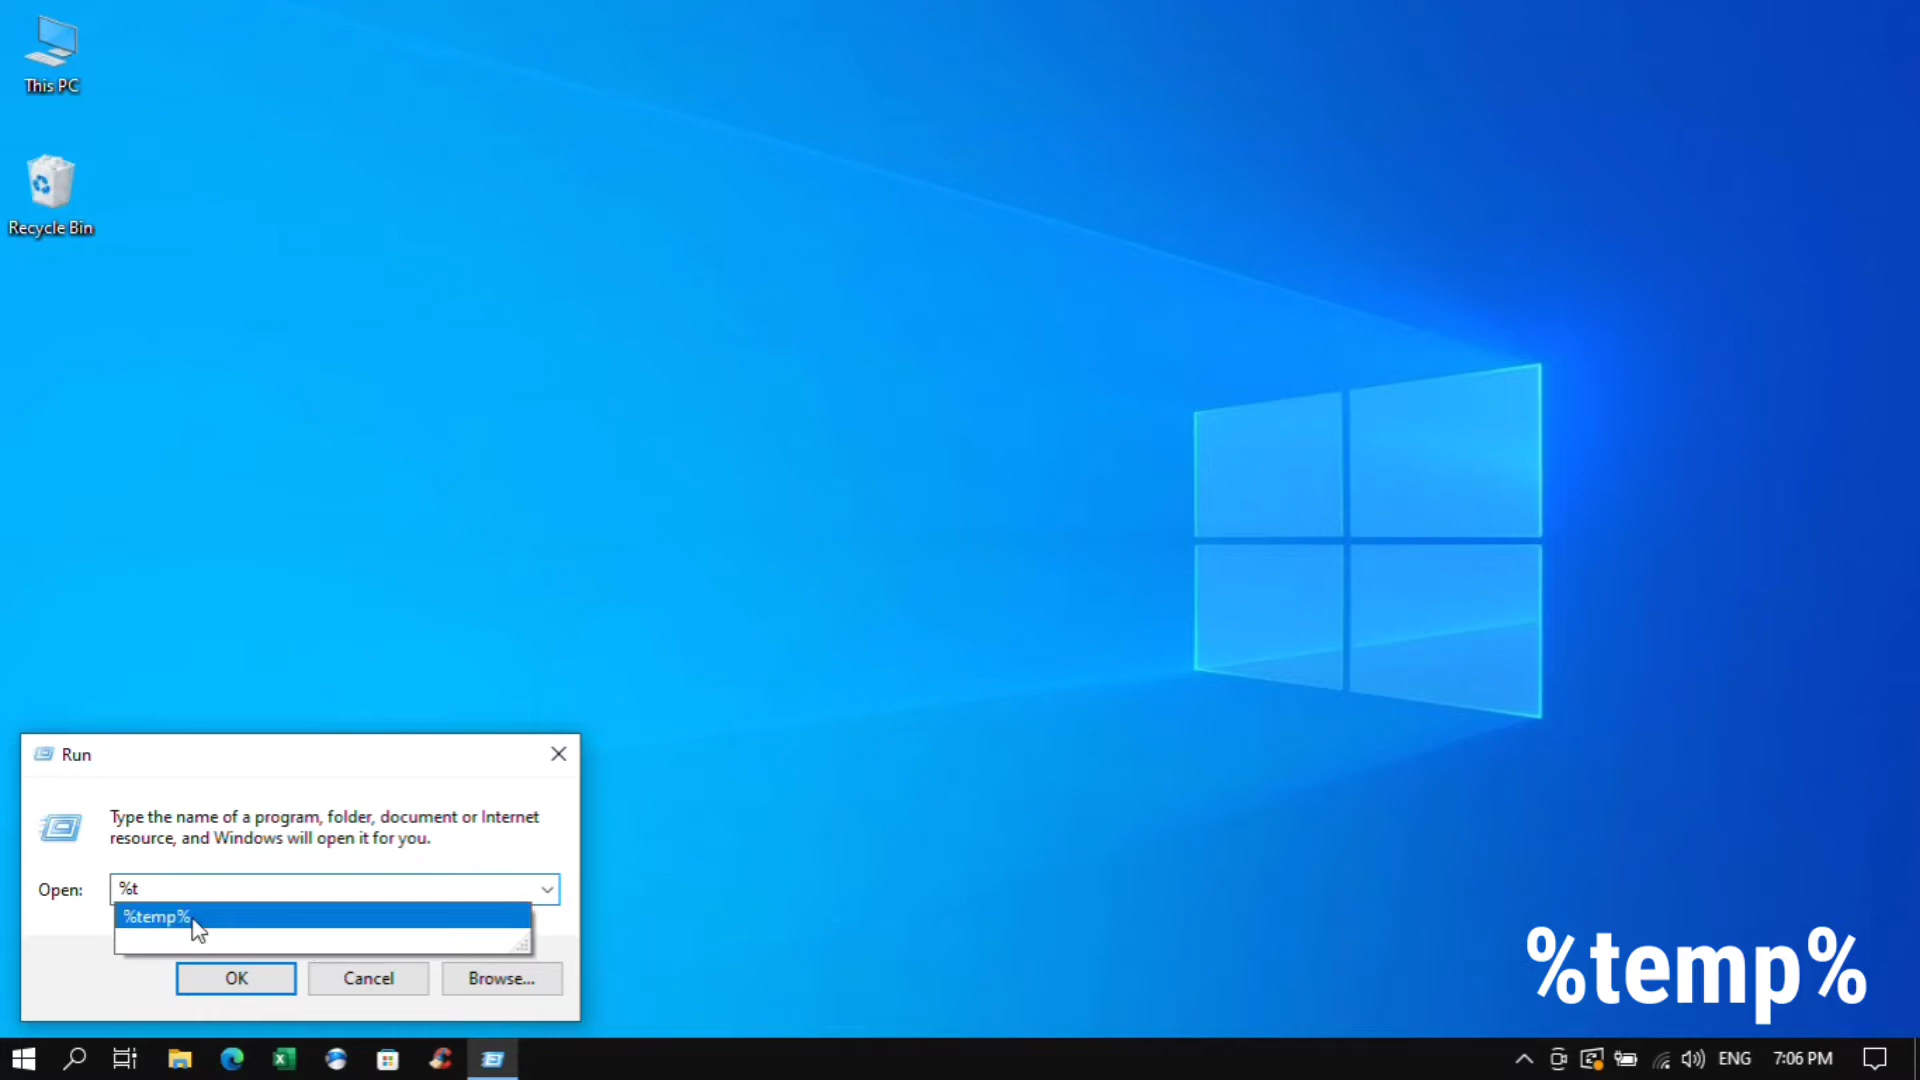 This PC
Recycle Bin
Run
Type the name of a program, folder, document or Internet
resource, and Windows will open it for you.
Open:
%t
%temp%
OK
Cancel
Browse...
%temp%
ENG
7:06 PM